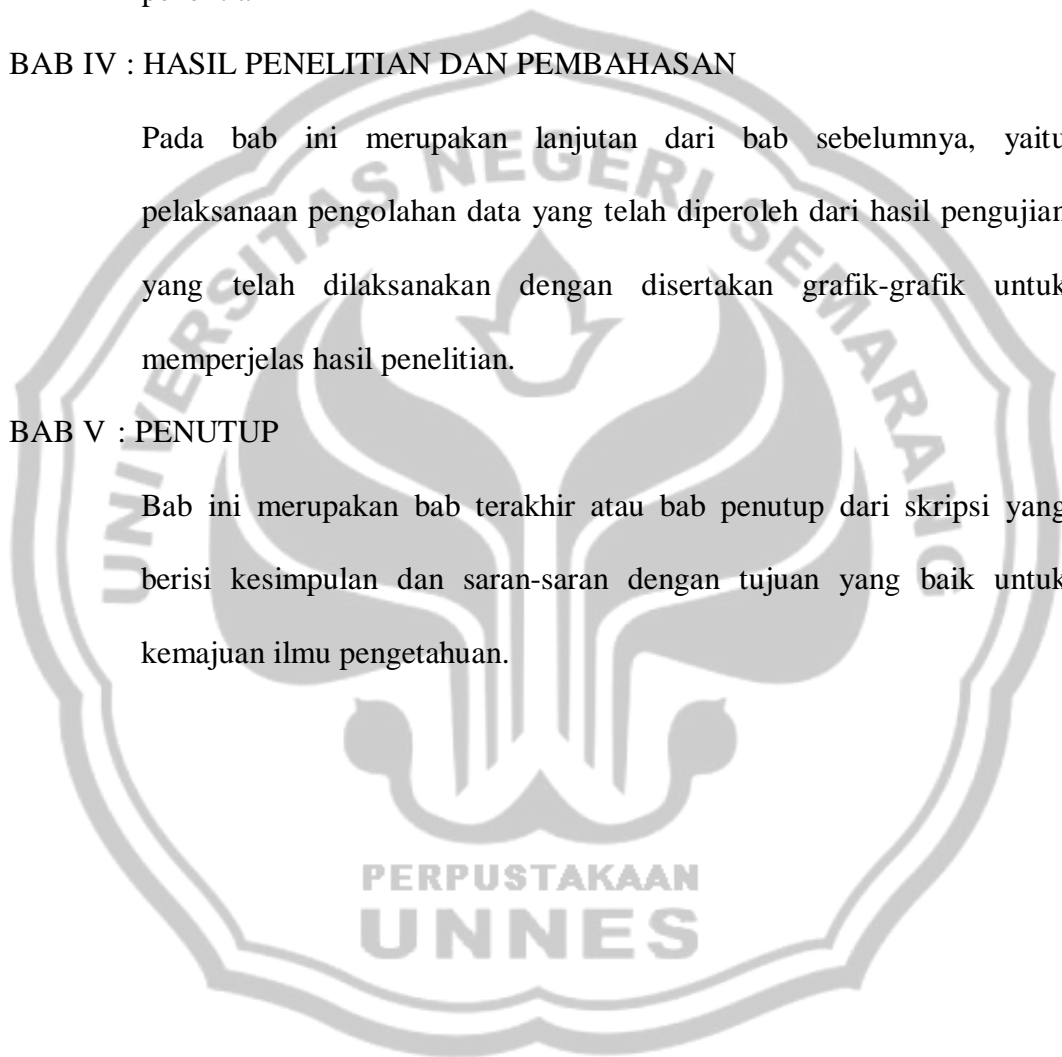 BAB IV : HASIL PENELITIAN DAN PEMBAHASAN
Pada bab ini merupakan lanjutan dari bab sebelumnya, yaitu
pelaksanaan pengolahan data yang telah diperoleh dari hasil pengujian
yang telah dilaksanakan dengan disertakan grafik-grafik untuk
memperjelas hasil penelitian.
BAB V : PENUTUP
Bab ini merupakan bab terakhir atau bab penutup dari skripsi yang
berisi kesimpulan dan saran-saran dengan tujuan yang baik untuk
kemajuan ilmu pengetahuan.
UNIVERSITAS NEGERI SEMARANG
PERPUSTAKAAN
UNNES